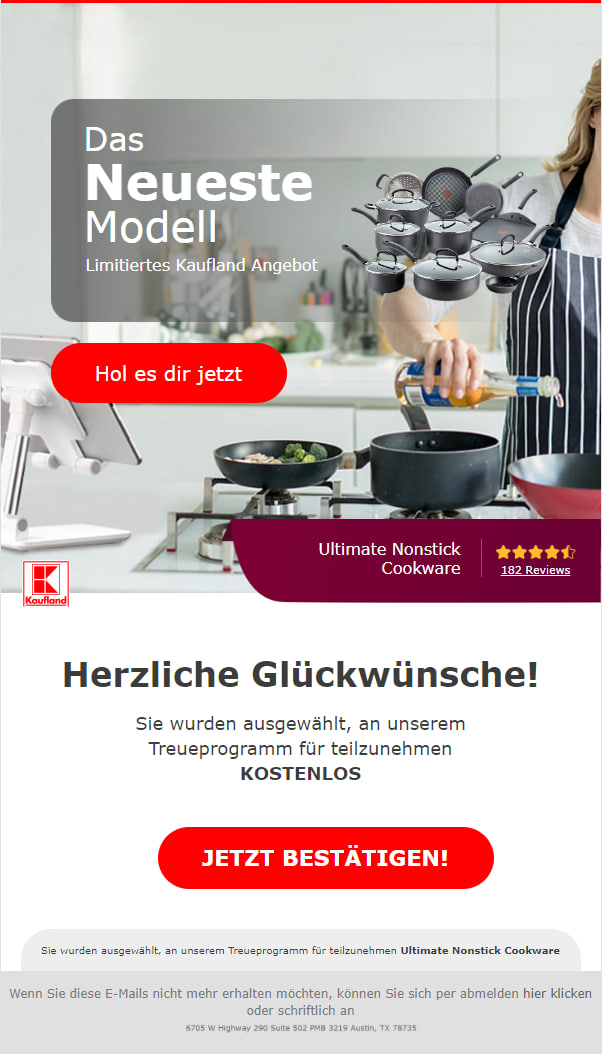 Das
Neueste
Modell
Limitiertes Kaufland Angebot
Hol es dir jetzt
Ultimate Nonstick
Cookware
182 Reviews
Kaufland
Herzliche Glückwünsche!
Sie wurden ausgewählt, an unserem
Treueprogramm für teilzunehmen
KOSTENLOS
JETZT BESTÄTIGEN!
Sie wurden ausgewählt, an unserem Treueprogramm für teilzunehmen Ultimate Nonstick Cookware
Wenn Sie diese E-Mails nicht mehr erhalten möchten, können Sie sich per abmelden hier klicken
oder schriftlich an
6705 W Highway 290 Suite 502 PMB 3219 Austin, TX 78735